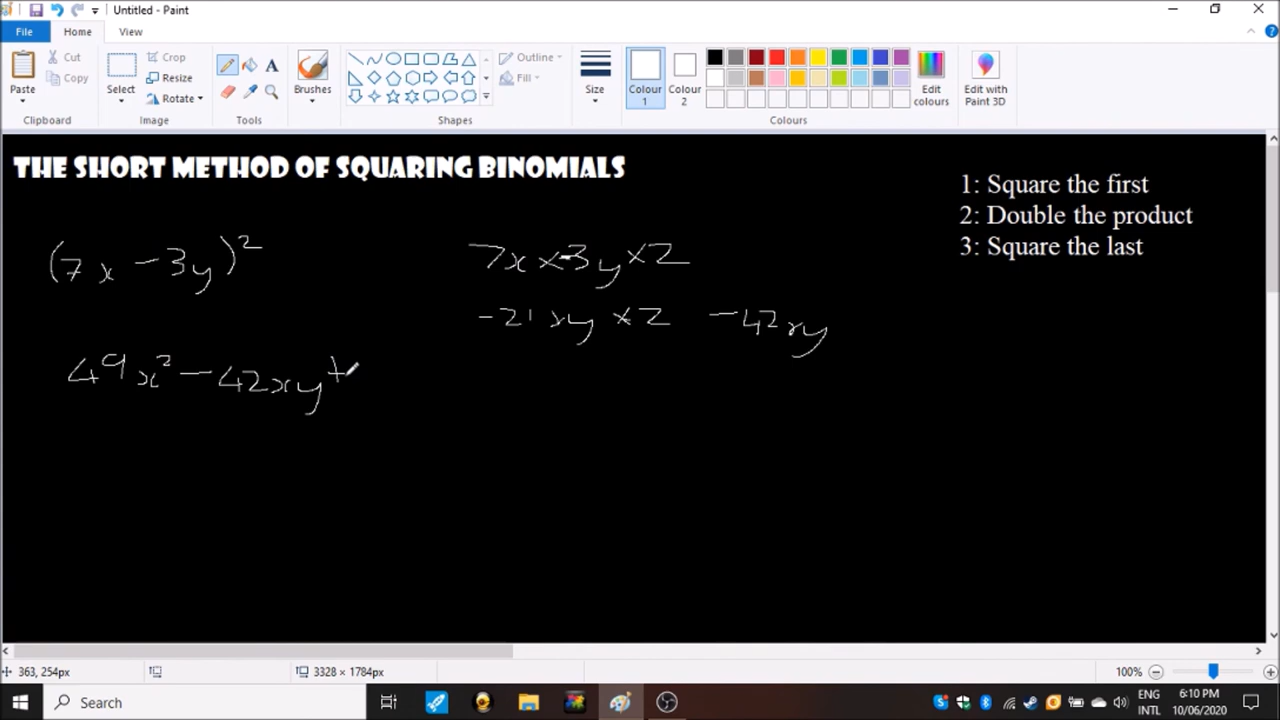 Untitled - Paint
File Home View
Paste Cut Copy Clipboard
Select Crop Resize Rotate Image
Tools
Brushes
Outline Fill Shapes
Size
Colour 1 Colour 2 Edit colours Edit with Paint 3D Colours
THE SHORT METHOD OF SQUARING BINOMIALS
1: Square the first
2: Double the product
3: Square the last
(7x - 3y)²
7x × -3y × 2
-21xy × 2 -42xy
49x² - 42xy +
363, 254px 3328 × 1784px 100%
Search
ENG INTL 6:10 PM 10/06/2020